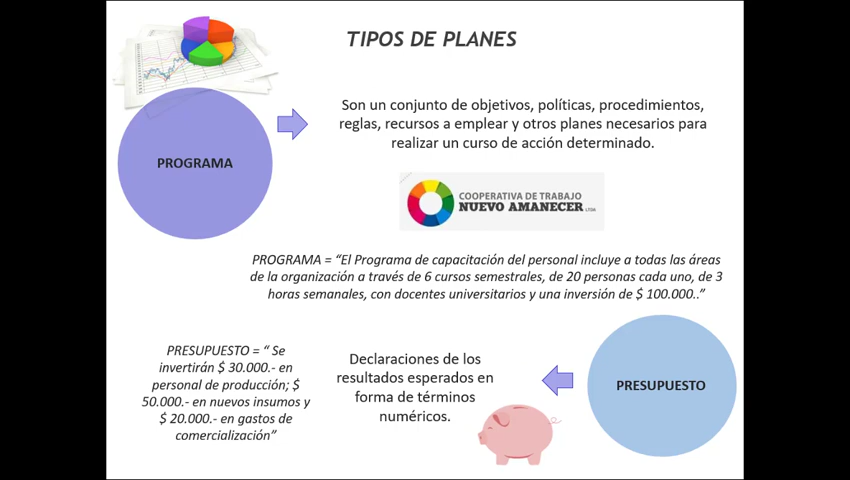 TIPOS DE PLANES
PROGRAMA
Son un conjunto de objetivos, políticas, procedimientos,
reglas, recursos a emplear y otros planes necesarios para
realizar un curso de acción determinado.
COOPERATIVA DE TRABAJO
NUEVO AMANECER LTDA
PROGRAMA = “El Programa de capacitación del personal incluye a todas las áreas
de la organización a través de 6 cursos semestrales, de 20 personas cada uno, de 3
horas semanales, con docentes universitarios y una inversión de $ 100.000..”
PRESUPUESTO = “ Se
invertirán $ 30.000.- en
personal de producción; $
50.000.- en nuevos insumos y
$ 20.000.- en gastos de
comercialización”
Declaraciones de los
resultados esperados en
forma de términos
numéricos.
PRESUPUESTO